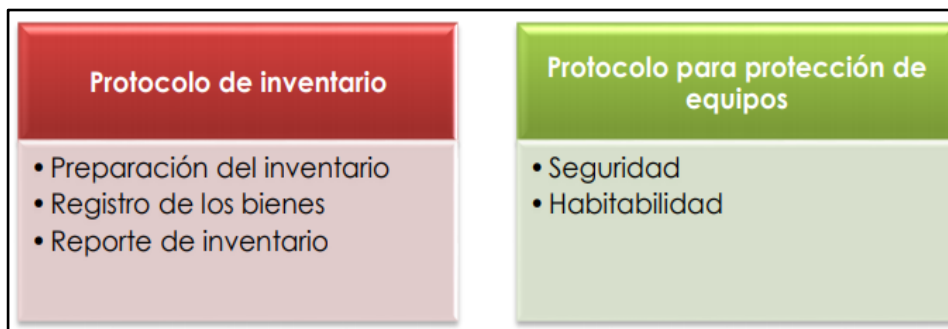 Protocolo de inventario
• Preparación del inventario
• Registro de los bienes
• Reporte de inventario
Protocolo para protección de
equipos
• Seguridad
• Habitabilidad